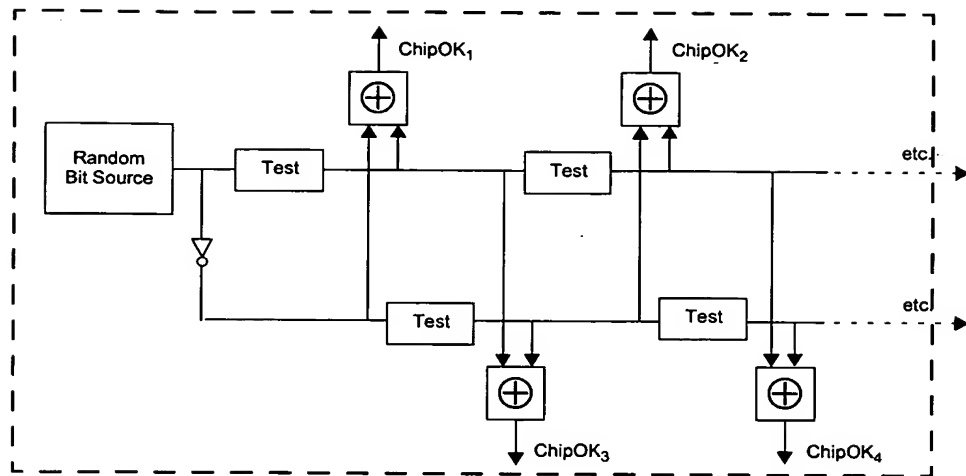 ChipOK1
ChipOK2
Random
Bit Source
Test
Test
etc.
Test
Test
etc
ChipOK3
ChipOK4